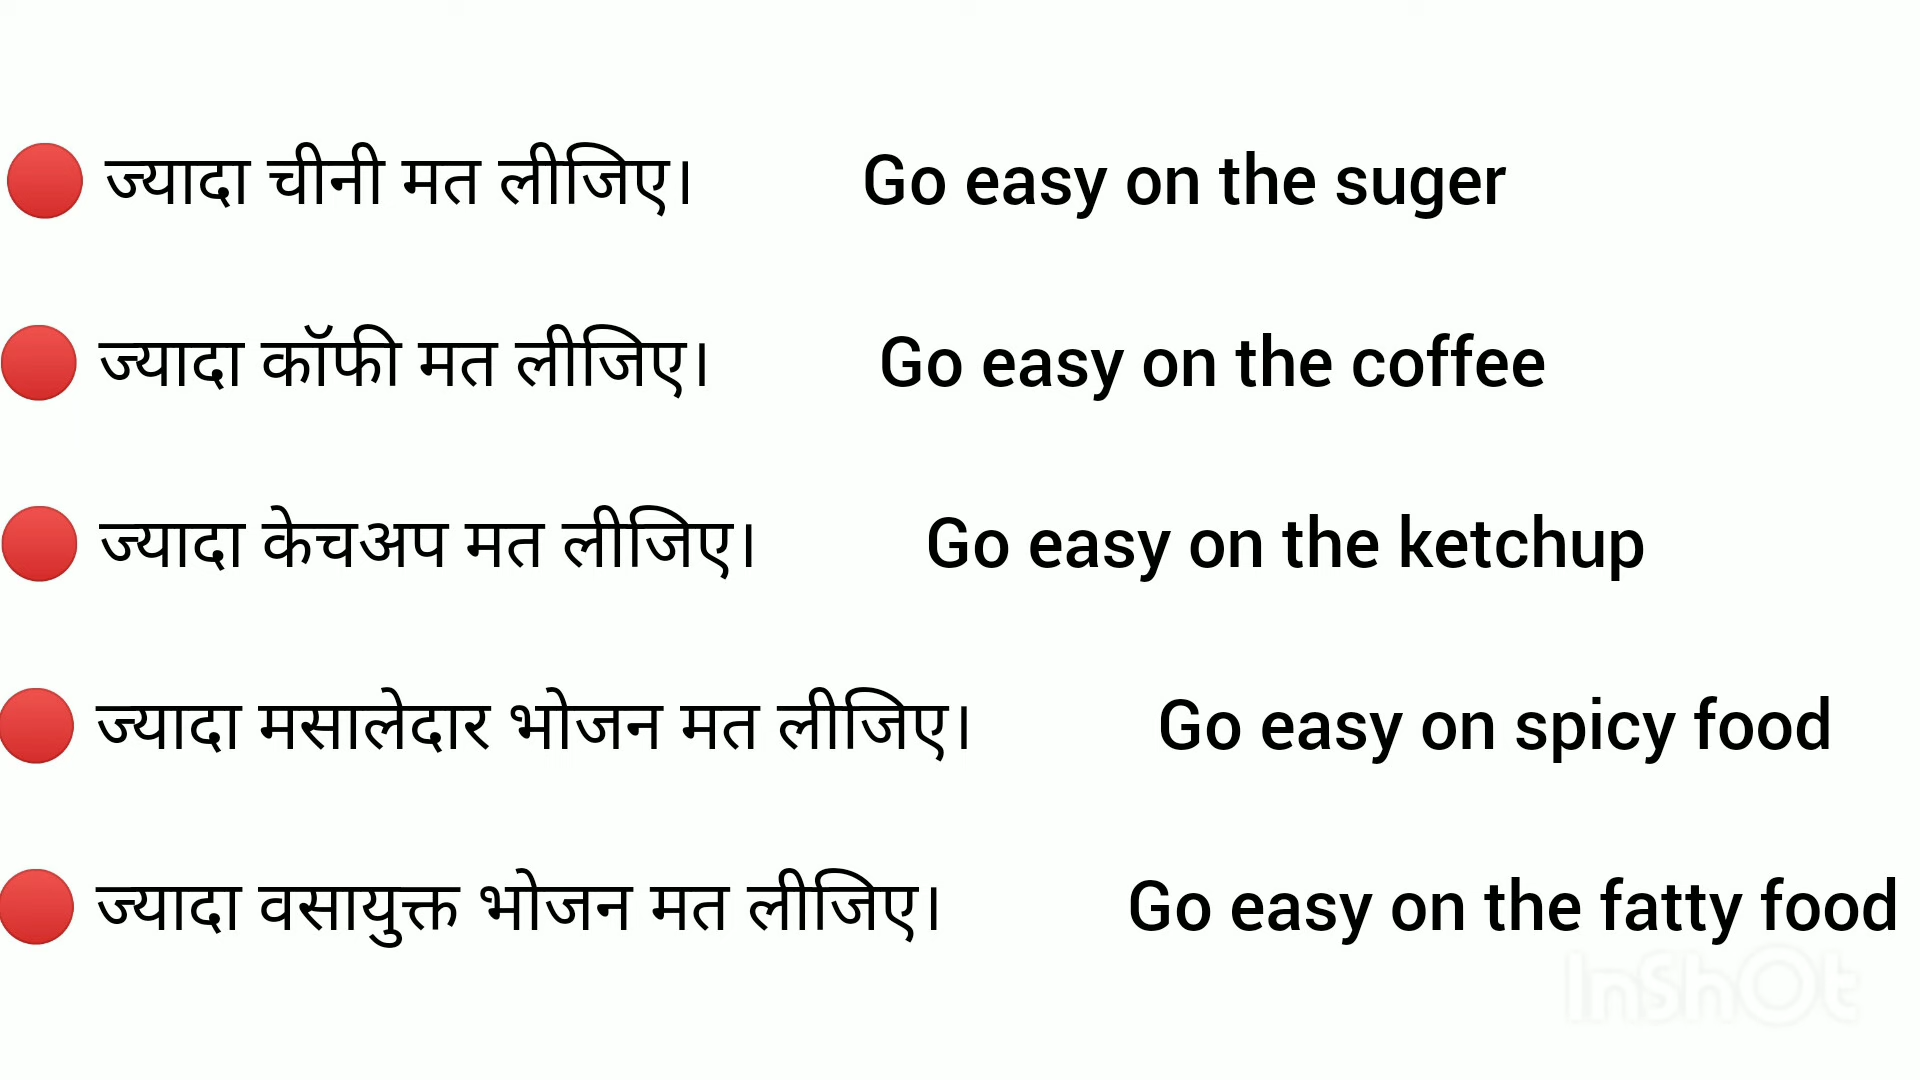 ज्यादा चीनी मत लीजिए। Go easy on the suger
ज्यादा कॉफी मत लीजिए। Go easy on the coffee
ज्यादा केचअप मत लीजिए। Go easy on the ketchup
ज्यादा मसालेदार भोजन मत लीजिए। Go easy on spicy food
ज्यादा वसायुक्त भोजन मत लीजिए। Go easy on the fatty food
InShOt